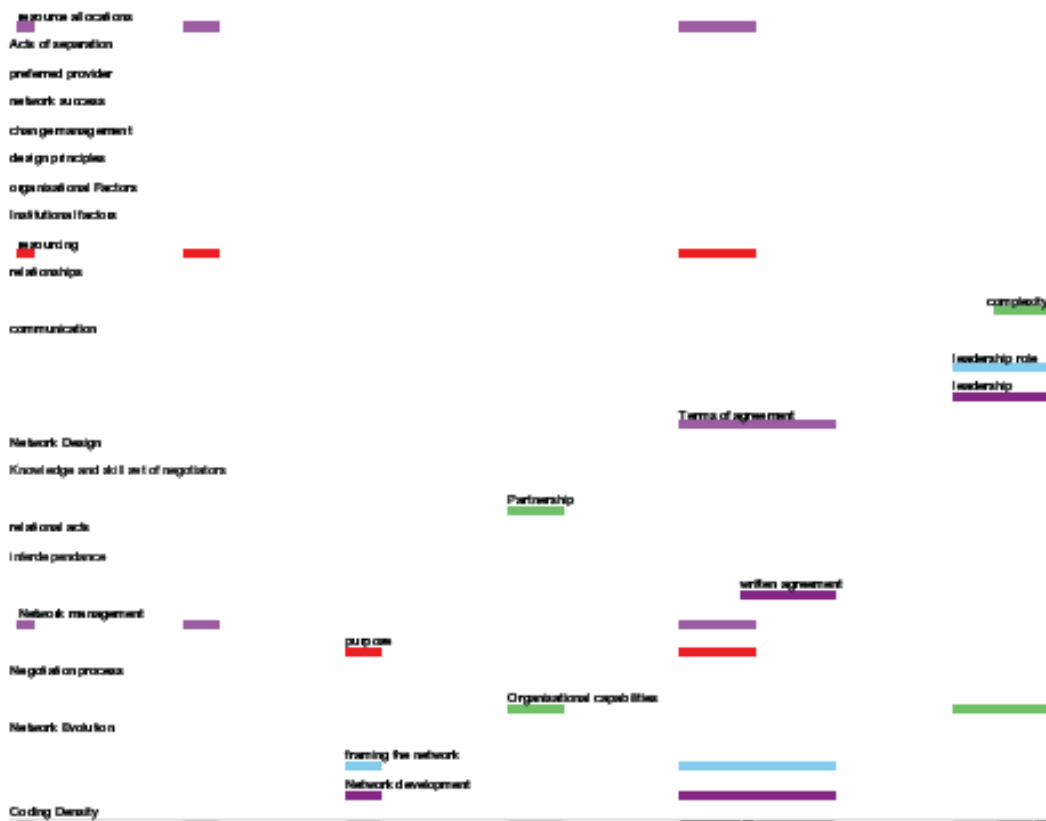 resource allocations
Acts of separation
preferred provider
network success
change management
design principles
organisational Factors
Institutional factors
resourcing
relationships
complexity
communication
leadership role
leadership
Terms of agreement
Network Design
Knowledge and skill set of negotiators
Partnership
relational acts
interdependance
written agreement
Network management
purpose
Negotiation process
Organisational capabilities
Network Evolution
framing the network
Network development
Coding Density